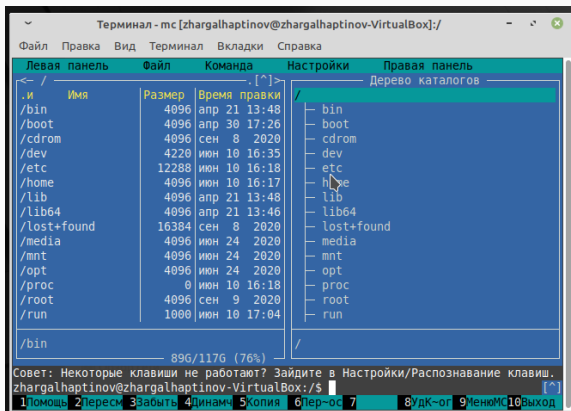 Терминал - mc [zhargalhaptinov@zhargalhaptinov-VirtualBox]:/
Файл Правка Вид Терминал Вкладки Справка
Левая панель Файл Команда Настройки Правая панель
<- / .[^]> Дерево каталогов
.и Имя Размер Время правки /
/bin 4096 апр 21 13:48 bin
/boot 4096 апр 30 17:26 boot
/cdrom 4096 сен 8 2020 cdrom
/dev 4220 июн 10 16:35 dev
/etc 12288 июн 10 16:18 etc
/home 4096 июн 10 16:17 home
/lib 4096 апр 21 13:48 lib
/lib64 4096 апр 21 13:46 lib64
/lost+found 16384 сен 8 2020 lost+found
/media 4096 июн 24 2020 media
/mnt 4096 июн 24 2020 mnt
/opt 4096 июн 24 2020 opt
/proc 0 июн 10 16:18 proc
/root 4096 сен 9 2020 root
/run 1000 июн 10 17:04 run
/bin /
89G/117G (76%)
Совет: Некоторые клавиши не работают? Зайдите в Настройки/Распознавание клавиш.
zhargalhaptinov@zhargalhaptinov-VirtualBox:/$ [^]
1Помощь 2Пересм 3Забыть 4Динамч 5Копия 6Пер~ос 7 8УдК~ог 9МенюМС 10Выход